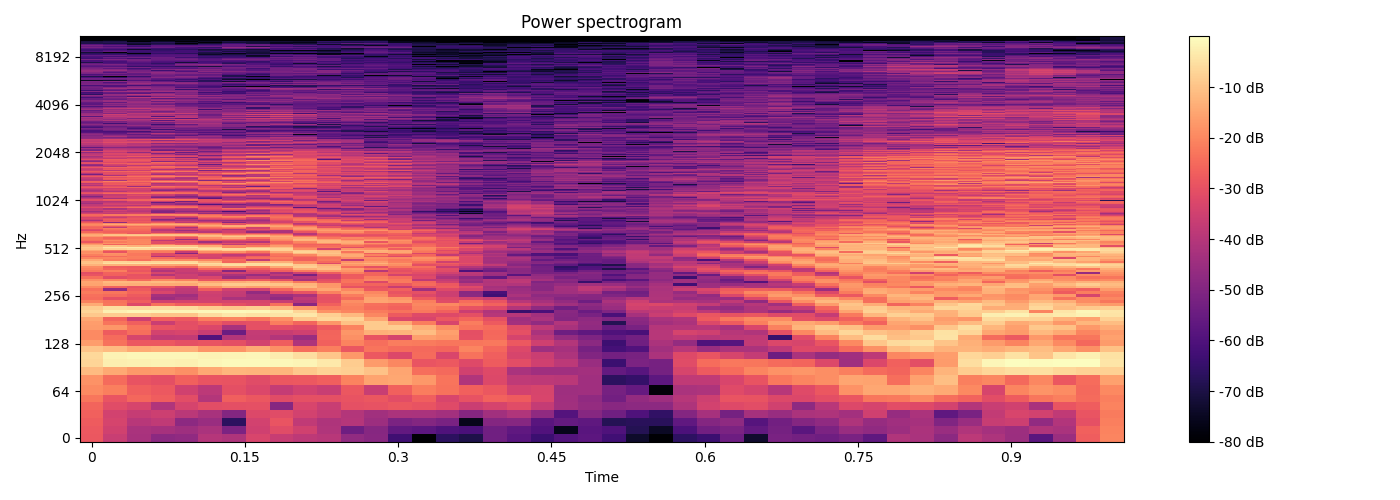 Power spectrogram
Hz
8192
4096
2048
1024
512
256
128
64
0
0 0.15 0.3 0.45 0.6 0.75 0.9
Time
-10 dB
-20 dB
-30 dB
-40 dB
-50 dB
-60 dB
-70 dB
-80 dB